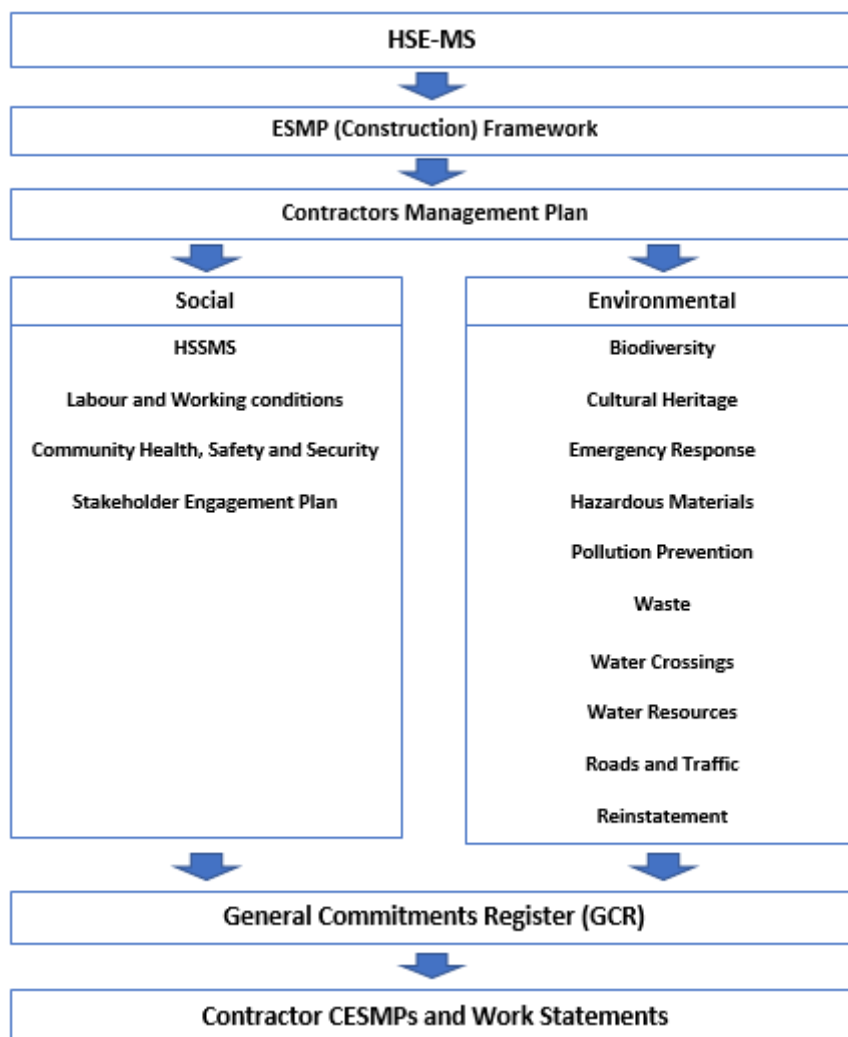 HSE-MS
ESMP (Construction) Framework
Contractors Management Plan
Social
HSSMS
Labour and Working conditions
Community Health, Safety and Security
Stakeholder Engagement Plan
Environmental
Biodiversity
Cultural Heritage
Emergency Response
Hazardous Materials
Pollution Prevention
Waste
Water Crossings
Water Resources
Roads and Traffic
Reinstatement
General Commitments Register (GCR)
Contractor CESMPs and Work Statements